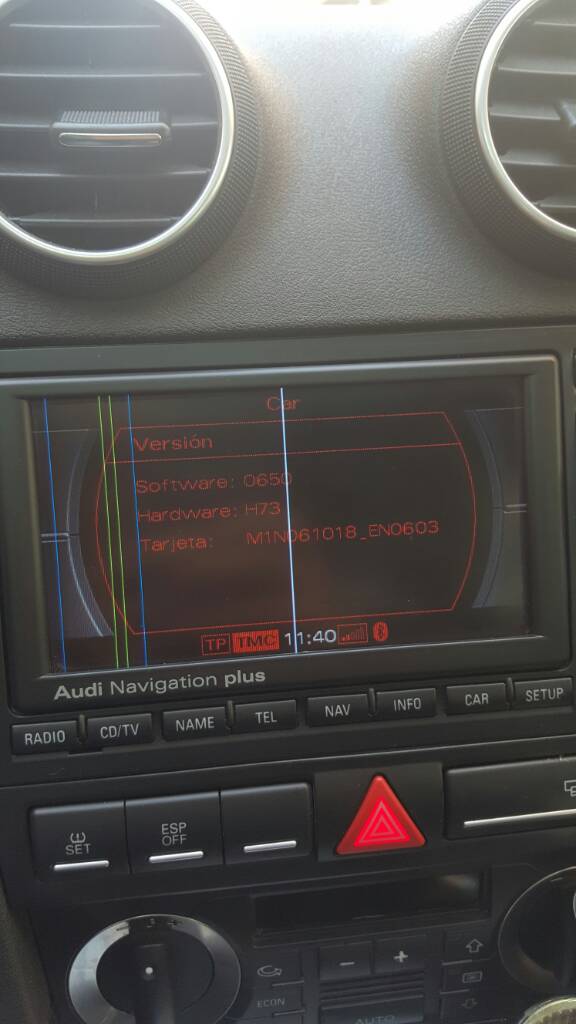 Car
Versión
Software: 0650
Hardware: H73
Tarjeta: M1N061018_EN0603
TP TMC 11:40
Audi Navigation plus
RADIO CD/TV NAME TEL NAV INFO CAR SETUP
SET
ESP
OFF
- +
ECON
AUTO